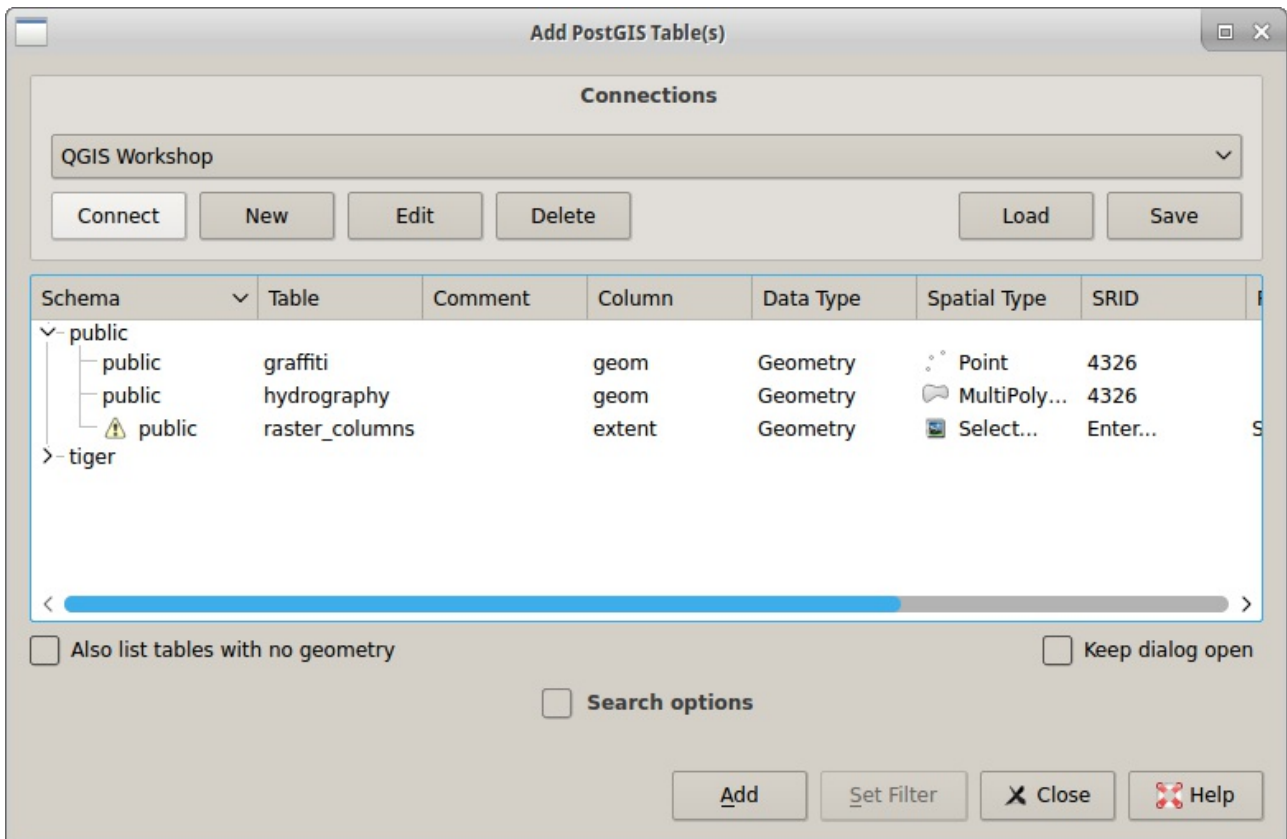 Add PostGIS Table(s)
Connections
QGIS Workshop
Connect New Edit Delete Load Save
Schema Table Comment Column Data Type Spatial Type SRID
public
public graffiti geom Geometry Point 4326
public hydrography geom Geometry MultiPoly... 4326
public raster_columns extent Geometry Select... Enter...
tiger
Also list tables with no geometry Keep dialog open
Search options
Add Set Filter Close Help